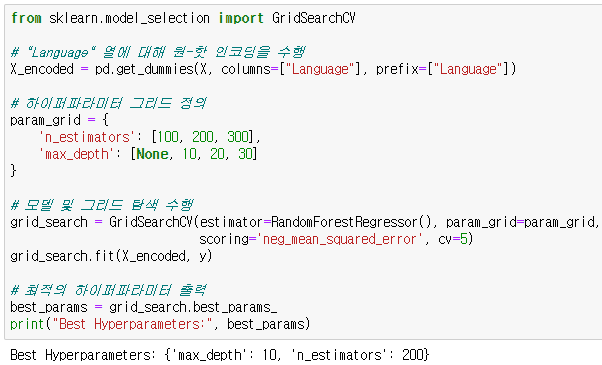 from sklearn.model_selection import GridSearchCV
# "Language" 열에 대해 원-핫 인코딩을 수행
X_encoded = pd.get_dummies(X, columns=["Language"], prefix=["Language"])
# 하이퍼파라미터 그리드 정의
param_grid = {
    'n_estimators': [100, 200, 300],
    'max_depth': [None, 10, 20, 30]
}
# 모델 및 그리드 탐색 수행
grid_search = GridSearchCV(estimator=RandomForestRegressor(), param_grid=param_grid,
                           scoring='neg_mean_squared_error', cv=5)
grid_search.fit(X_encoded, y)
# 최적의 하이퍼파라미터 출력
best_params = grid_search.best_params_
print("Best Hyperparameters:", best_params)
Best Hyperparameters: {'max_depth': 10, 'n_estimators': 200}